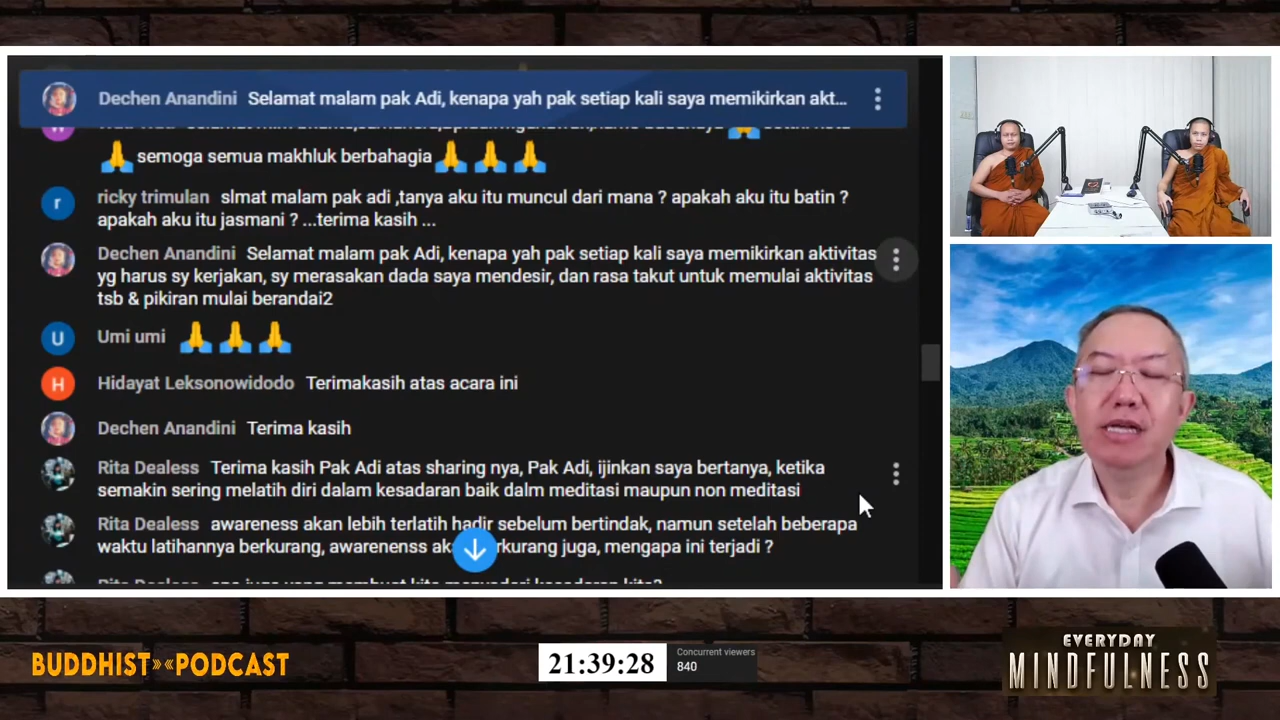 Dechen Anandini Selamat malam pak Adi, kenapa yah pak setiap kali saya memikirkan akt...
semoga semua makhluk berbahagia
ricky trimulan slmat malam pak adi ,tanya aku itu muncul dari mana ? apakah aku itu batin ?
apakah aku itu jasmani ? ...terima kasih ...
Dechen Anandini Selamat malam pak Adi, kenapa yah pak setiap kali saya memikirkan aktivitas
yg harus sy kerjakan, sy merasakan dada saya mendesir, dan rasa takut untuk memulai aktivitas
tsb & pikiran mulai berandai2
U Umi umi
H Hidayat Leksonowidodo Terimakasih atas acara ini
Dechen Anandini Terima kasih
Rita Dealess Terima kasih Pak Adi atas sharing nya, Pak Adi, ijinkan saya bertanya, ketika
semakin sering melatih diri dalam kesadaran baik dalm meditasi maupun non meditasi
Rita Dealess awareness akan lebih terlatih hadir sebelum bertindak, namun setelah beberapa
waktu latihannya berkurang, awarenenss rkurang juga, mengapa ini terjadi ?
BUDDHIST PODCAST
21:39:28
Concurrent viewers
840
EVERYDAY
MINDFULNESS